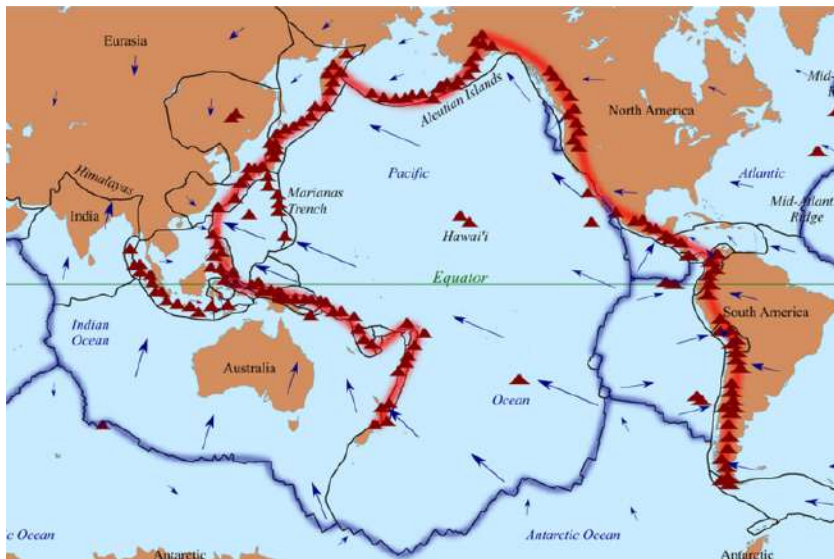 Eurasia
Aleutian Islands
North America
Mid-
Himalayas
Pacific
Atlantic
India
Marianas
Trench
Mid-Atlantic
Ridge
Hawai'i
Equator
Indian
Ocean
South America
Australia
Ocean
c Ocean
Antarctic Ocean
Antarctic
Antarctic